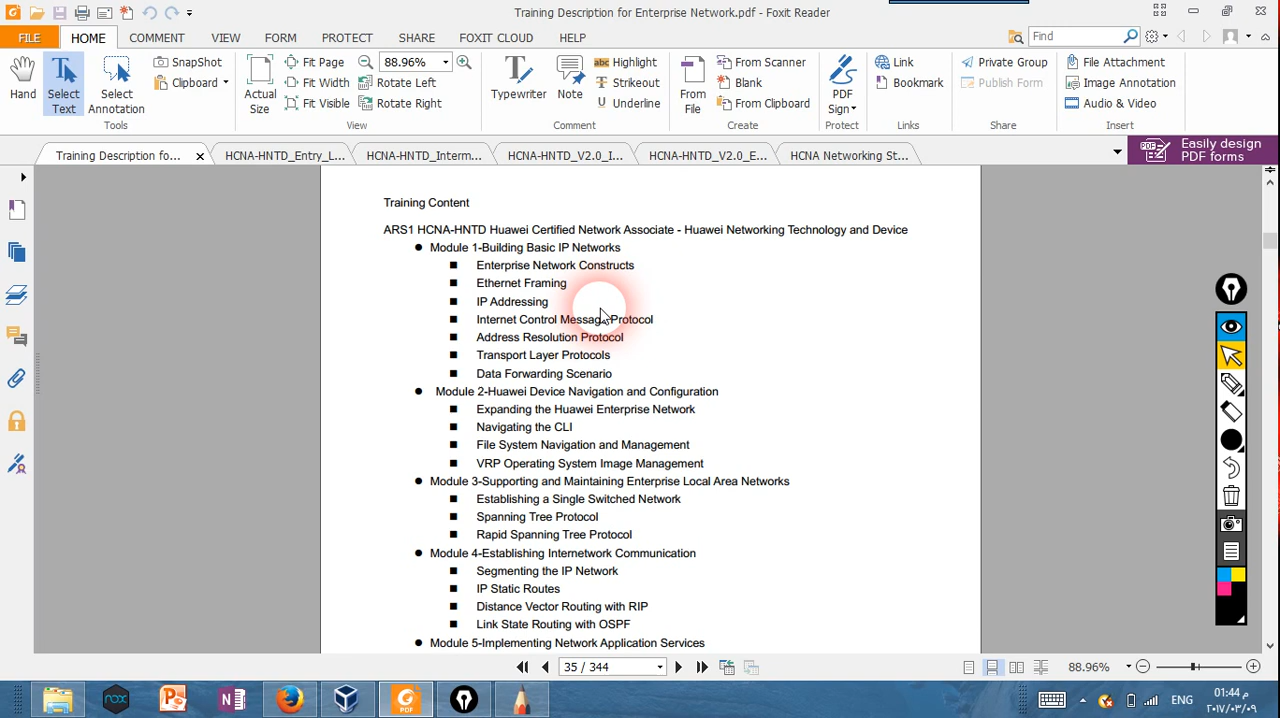 Training Description for Enterprise Network.pdf - Foxit Reader
FILE HOME COMMENT VIEW FORM PROTECT SHARE FOXIT CLOUD HELP
Find
Hand
Select Text
Select Annotation
SnapShot
Clipboard
Tools
Actual Size
Fit Page
Fit Width
Fit Visible
88.96%
Rotate Left
Rotate Right
View
Typewriter
Note
Highlight
Strikeout
Underline
Comment
From File
From Scanner
Blank
From Clipboard
Create
PDF Sign
Protect
Link
Bookmark
Links
Private Group
Publish Form
Share
File Attachment
Image Annotation
Audio & Video
Insert
Training Description fo... HCNA-HNTD_Entry_L... HCNA-HNTD_Interm... HCNA-HNTD_V2.0_I... HCNA-HNTD_V2.0_E... HCNA Networking St...
Easily design
PDF forms
Training Content
ARS1 HCNA-HNTD Huawei Certified Network Associate - Huawei Networking Technology and Device
● Module 1-Building Basic IP Networks
■ Enterprise Network Constructs
■ Ethernet Framing
■ IP Addressing
■ Internet Control Message Protocol
■ Address Resolution Protocol
■ Transport Layer Protocols
■ Data Forwarding Scenario
● Module 2-Huawei Device Navigation and Configuration
■ Expanding the Huawei Enterprise Network
■ Navigating the CLI
■ File System Navigation and Management
■ VRP Operating System Image Management
● Module 3-Supporting and Maintaining Enterprise Local Area Networks
■ Establishing a Single Switched Network
■ Spanning Tree Protocol
■ Rapid Spanning Tree Protocol
● Module 4-Establishing Internetwork Communication
■ Segmenting the IP Network
■ IP Static Routes
■ Distance Vector Routing with RIP
■ Link State Routing with OSPF
● Module 5-Implementing Network Application Services
35 / 344
88.96%
nox
PDF
ENG
01:44 م
٢٠١٧/٠٣/٠٩